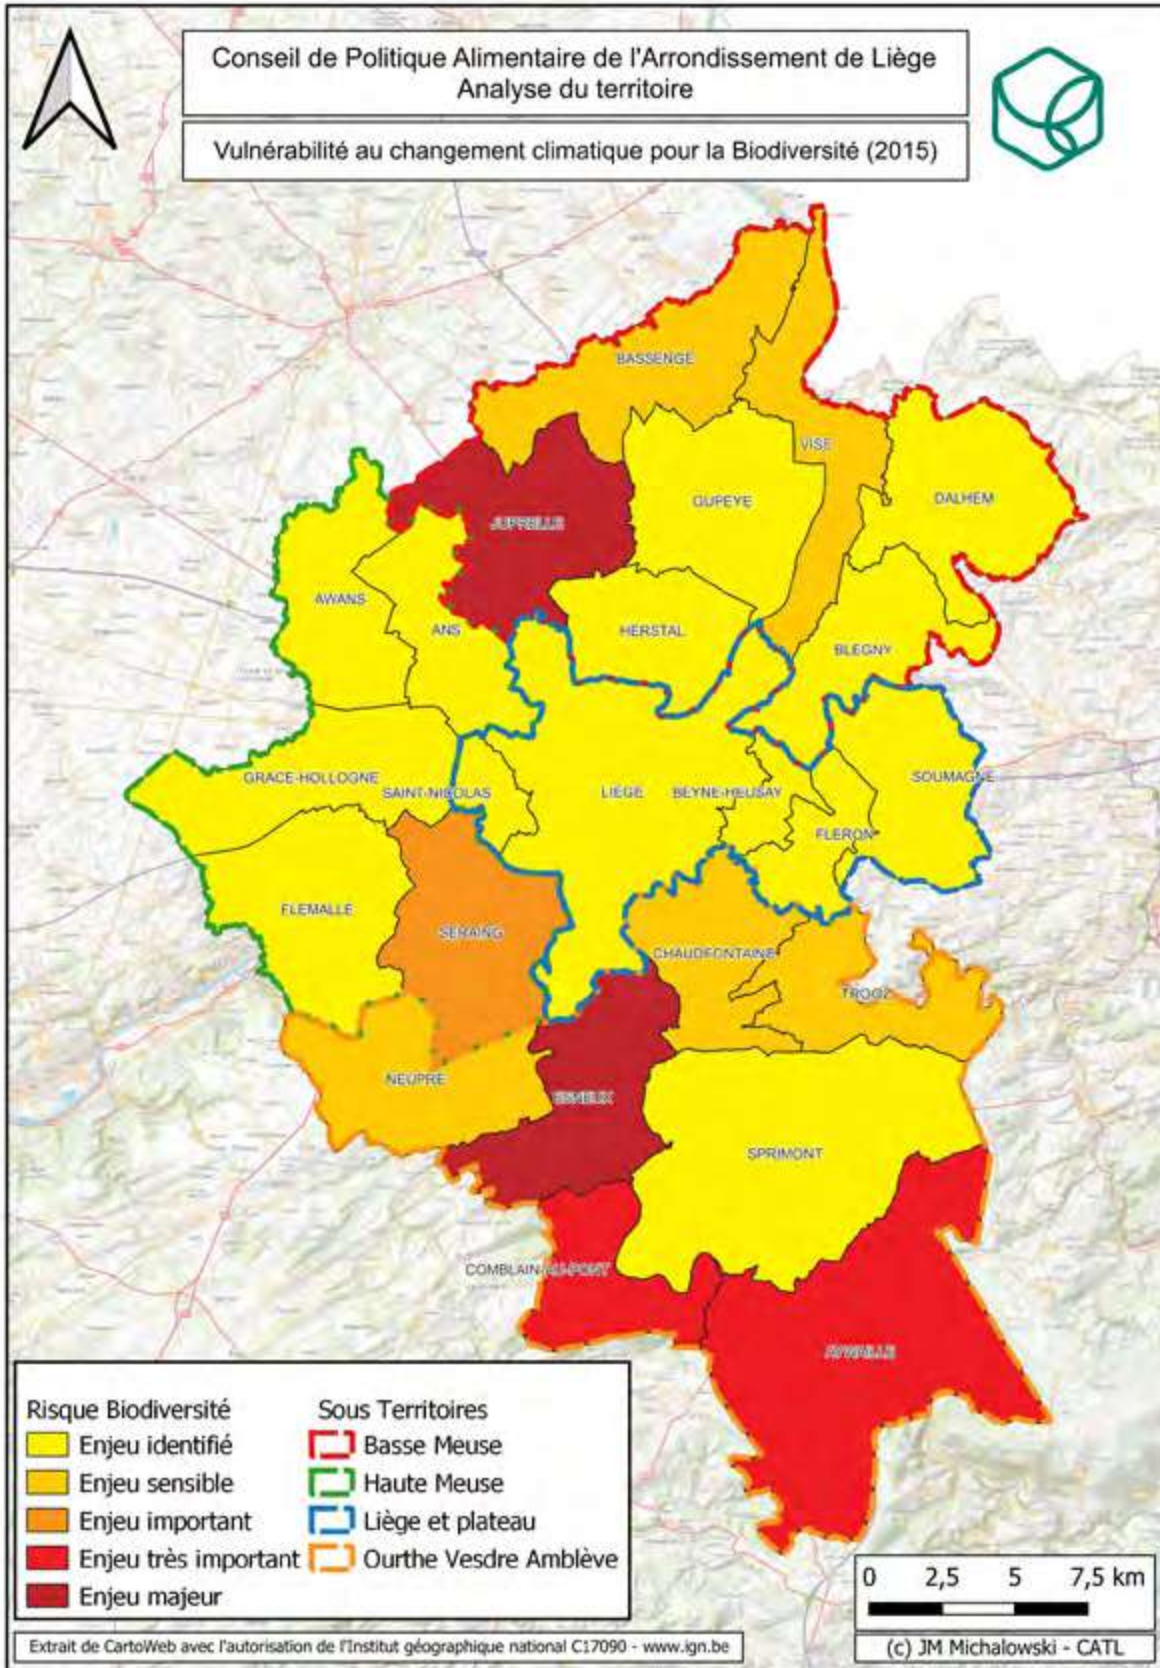 Conseil de Politique Alimentaire de l'Arrondissement de Liège
Analyse du territoire
Vulnérabilité au changement climatique pour la Biodiversité (2015)
BASSENGE
VISE
DALHEM
OUPEYE
JUPRELLE
AWANS
ANS
HERSTAL
BLEGNY
GRACE-HOLLOGNE
SAINT-NICOLAS
LIEGE
BEYNE-HEUSAY
SOUMAGNE
FLERON
FLEMALLE
SERAING
CHAUDFONTAINE
TROOZ
NEUPRE
ESNEUX
SPRIMONT
COMBLAIN-AU-PONT
AYWAILLE
Risque Biodiversité
Enjeu identifié
Enjeu sensible
Enjeu important
Enjeu très important
Enjeu majeur
Sous Territoires
Basse Meuse
Haute Meuse
Liège et plateau
Ourthe Vesdre Amblève
0 2,5 5 7,5 km
Extrait de CartoWeb avec l'autorisation de l'Institut géographique national C17090 - www.ign.be
(c) JM Michalowski - CATL